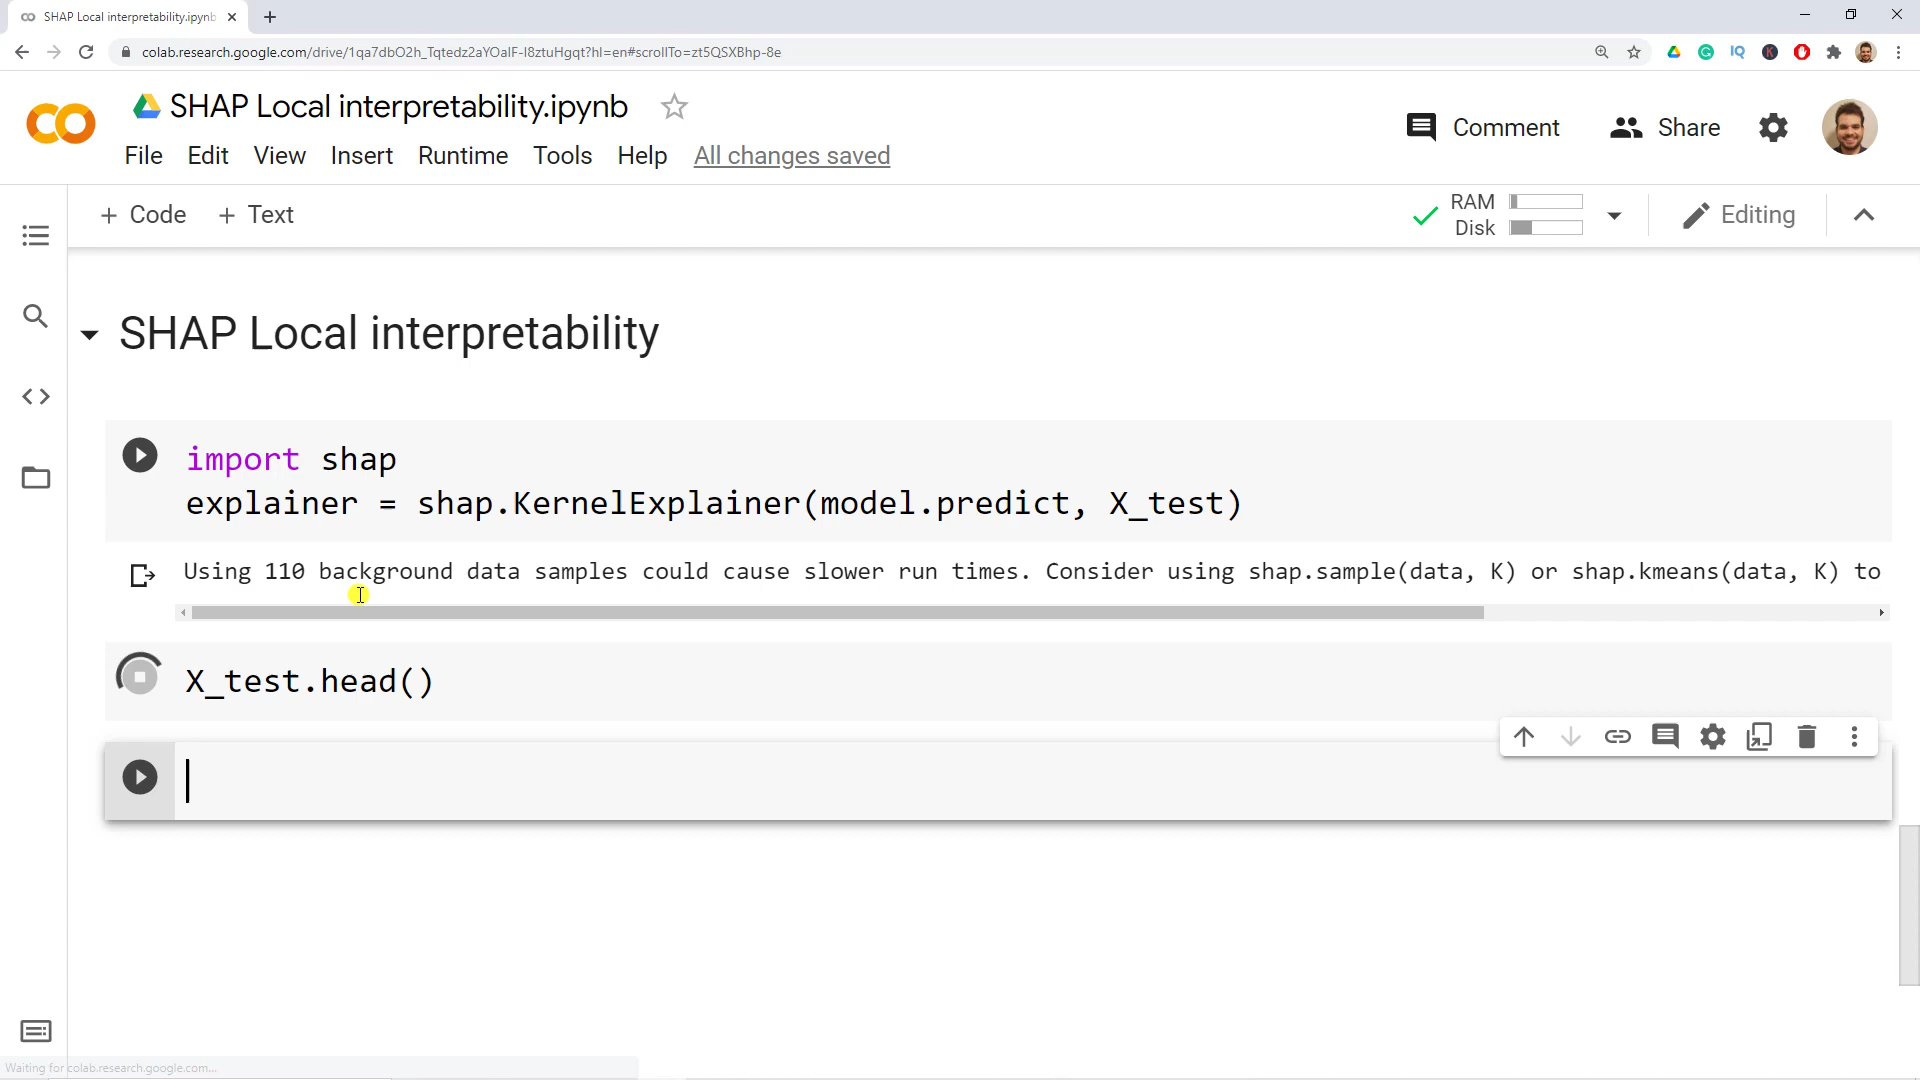 SHAP Local interpretability.ipynb
colab.research.google.com/drive/1qa7dbO2h_Tqtedz2aYOalF-I8ztuHgqt?hl=en#scrollTo=zt5QSXBhp-8e
SHAP Local interpretability.ipynb
Comment
Share
File Edit View Insert Runtime Tools Help All changes saved
+ Code + Text
RAM
Disk
Editing
SHAP Local interpretability
import shap
explainer = shap.KernelExplainer(model.predict, X_test)
Using 110 background data samples could cause slower run times. Consider using shap.sample(data, K) or shap.kmeans(data, K) to
X_test.head()
Waiting for colab.research.google.com...